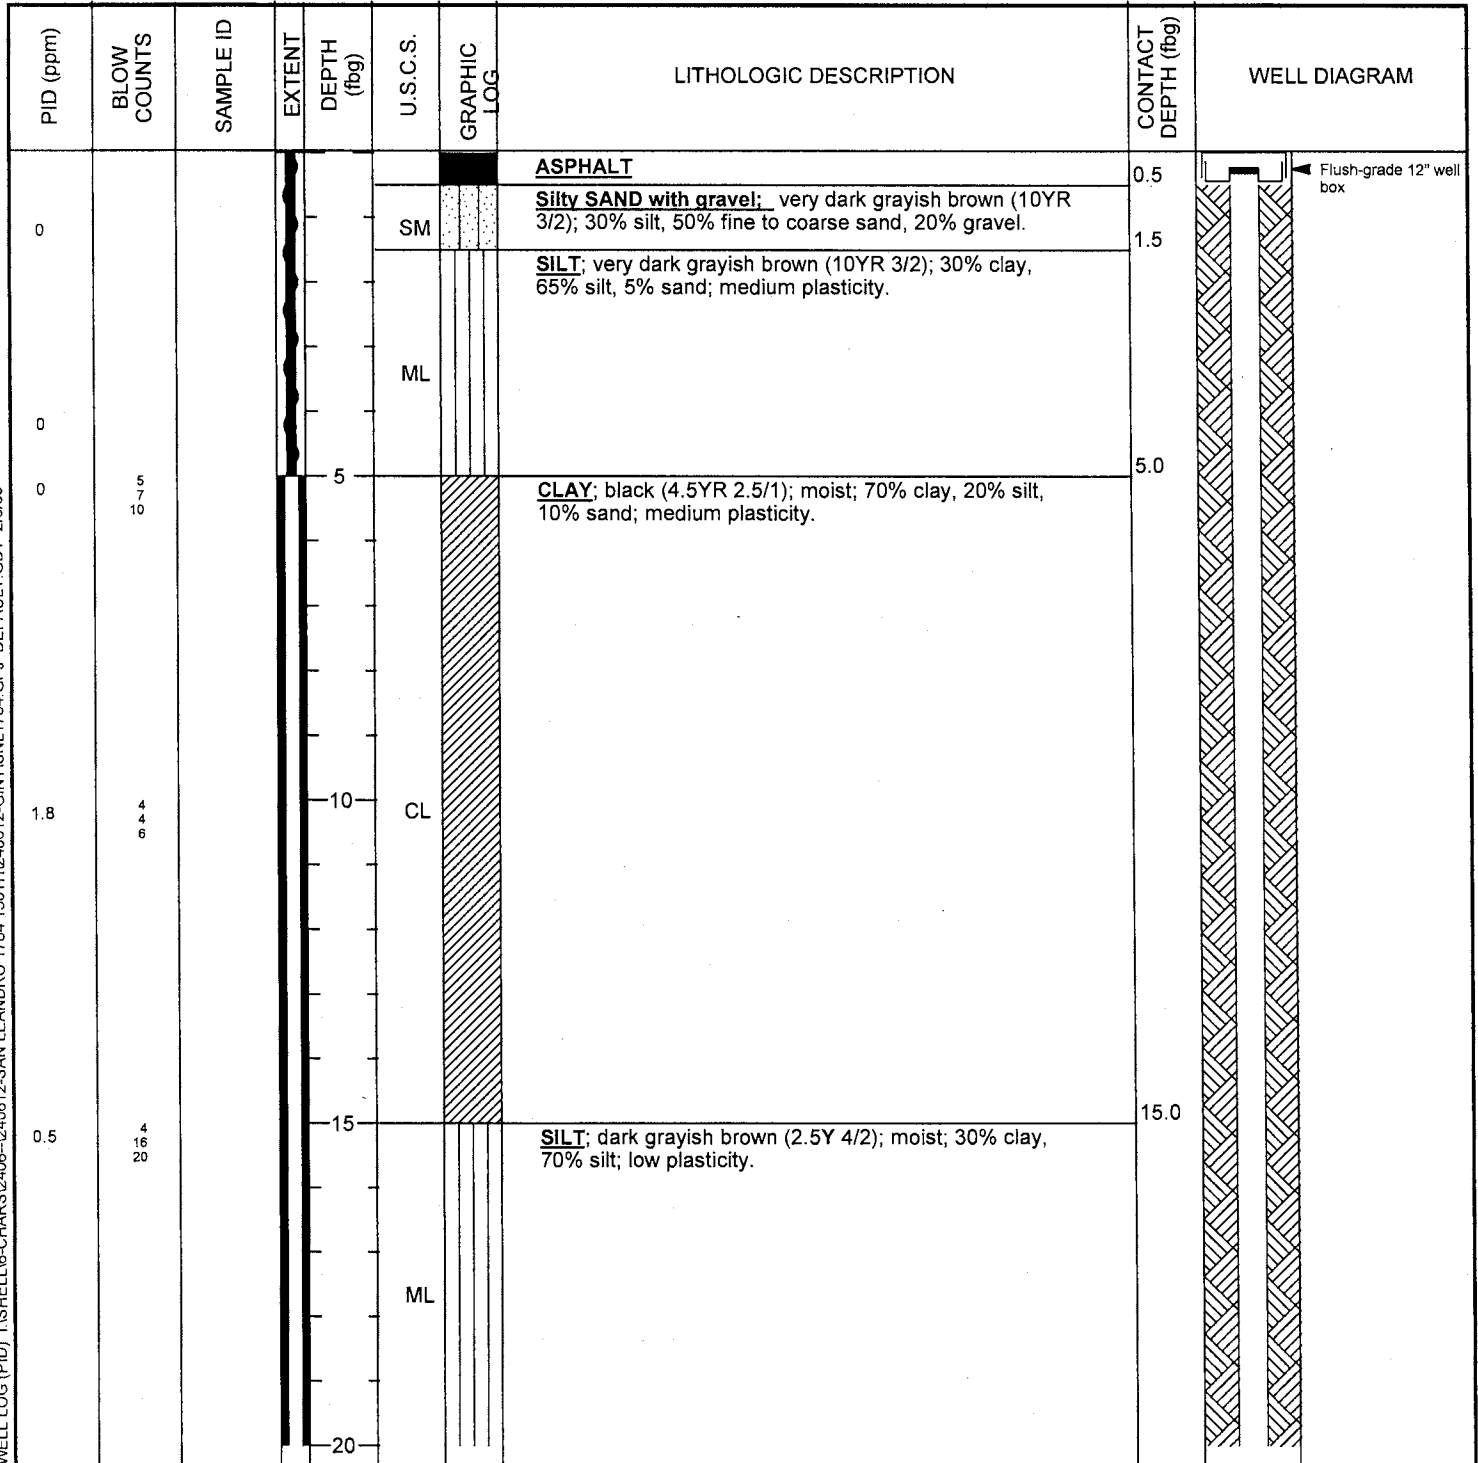 PID (ppm)
BLOW
COUNTS
SAMPLE ID
EXTENT
DEPTH
(fbg)
U.S.C.S.
GRAPHIC
LOG
LITHOLOGIC DESCRIPTION
CONTACT
DEPTH (fbg)
WELL DIAGRAM
ASPHALT
0.5
Flush-grade 12" well
box
Silty SAND with gravel; very dark grayish brown (10YR
3/2); 30% silt, 50% fine to coarse sand, 20% gravel.
0
SM
1.5
SILT; very dark grayish brown (10YR 3/2); 30% clay,
65% silt, 5% sand; medium plasticity.
ML
0
5
5.0
0
5
7
10
CLAY; black (4.5YR 2.5/1); moist; 70% clay, 20% silt,
10% sand; medium plasticity.
1.8
4
4
6
10
CL
15
15.0
0.5
4
16
20
SILT; dark grayish brown (2.5Y 4/2); moist; 30% clay,
70% silt; low plasticity.
ML
20
WELL LOG (PID)